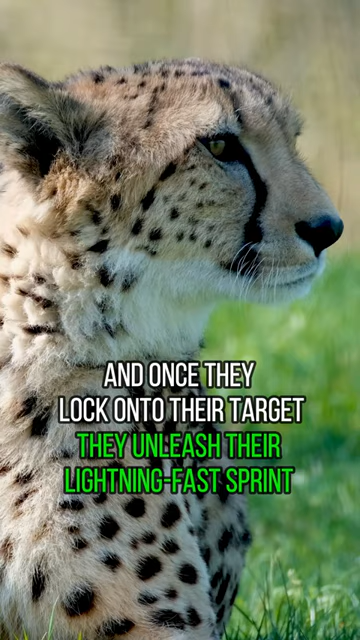 AND ONCE THEY
LOCK ONTO THEIR TARGET
THEY UNLEASH THEIR
LIGHTNING-FAST SPRINT